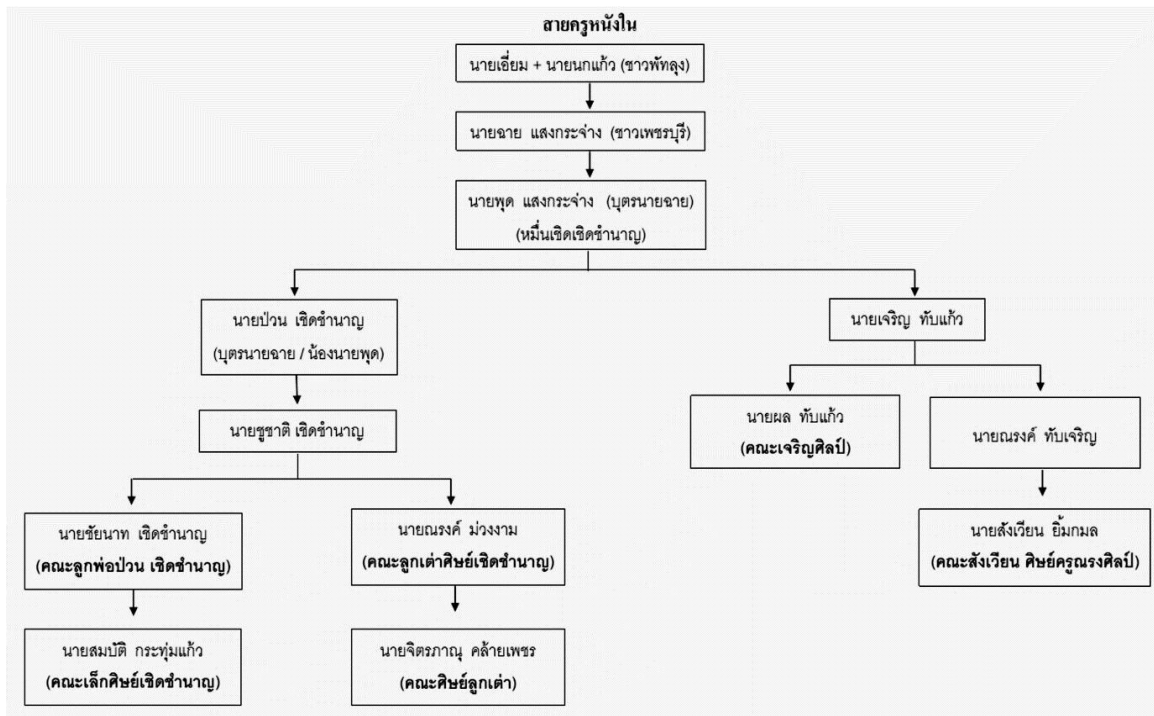 สายครูหนังใน
นายเอี่ยม + นายนกแก้ว (ชาวพัทลุง)
นายฉาย แสงกระจ่าง (ชาวเพชรบุรี)
นายพุด แสงกระจ่าง (บุตรนายฉาย)
(หมื่นเชิดเชิดชำนาญ)
นายป่วน เชิดชำนาญ
(บุตรนายฉาย / น้องนายพุด)
นายเจริญ ทับแก้ว
นายชูชาติ เชิดชำนาญ
นายผล ทับแก้ว
(คณะเจริญศิลป์)
นายณรงค์ ทับเจริญ
นายชัยนาท เชิดชำนาญ
(คณะลูกพ่อป่วน เชิดชำนาญ)
นายณรงค์ ม่วงงาม
(คณะลูกเต่าศิษย์เชิดชำนาญ)
นายสังเวียน ยิ้มกมล
(คณะสังเวียน ศิษย์ครูณรงศิลป์)
นายสมบัติ กระทุ่มแก้ว
(คณะเล็กศิษย์เชิดชำนาญ)
นายจิตรภาณุ คล้ายเพชร
(คณะศิษย์ลูกเต่า)